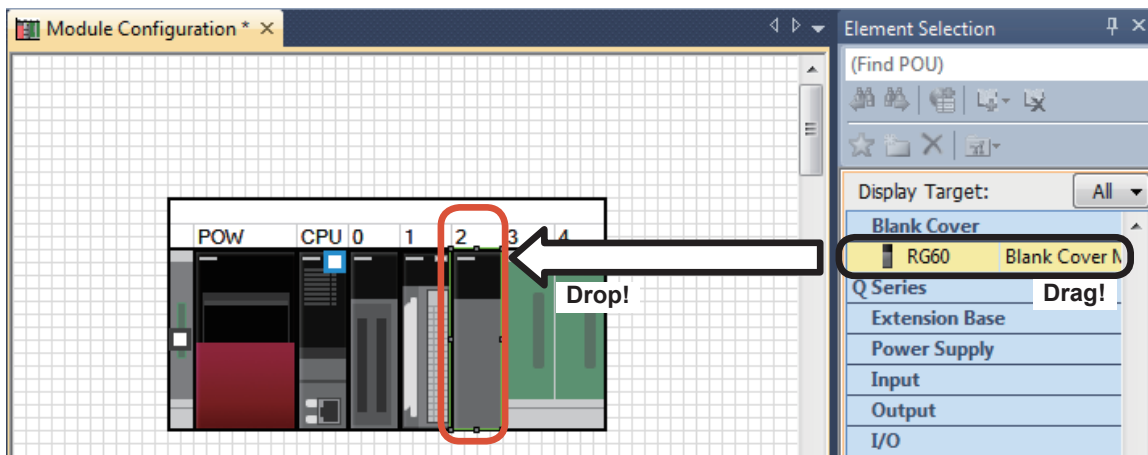 Module Configuration *
Element Selection
(Find POU)
Display Target: All
Blank Cover
RG60 Blank Cover
Q Series
Extension Base
Power Supply
Input
Output
I/O
POW CPU 0 1 2 3 4
Drop!
Drag!